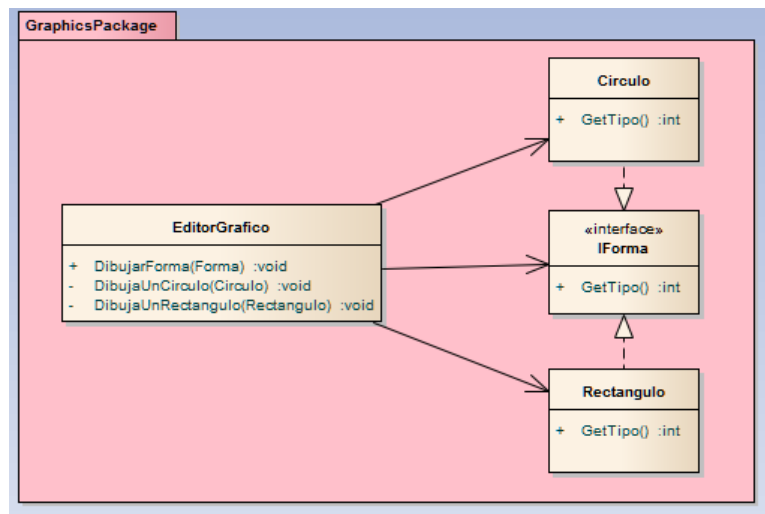 GraphicsPackage
Circulo
+ GetTipo() :int
EditorGrafico
+ DibujarForma(Forma) :void
- DibujaUnCirculo(Circulo) :void
- DibujaUnRectangulo(Rectangulo) :void
«interface»
IForma
+ GetTipo() :int
Rectangulo
+ GetTipo() :int